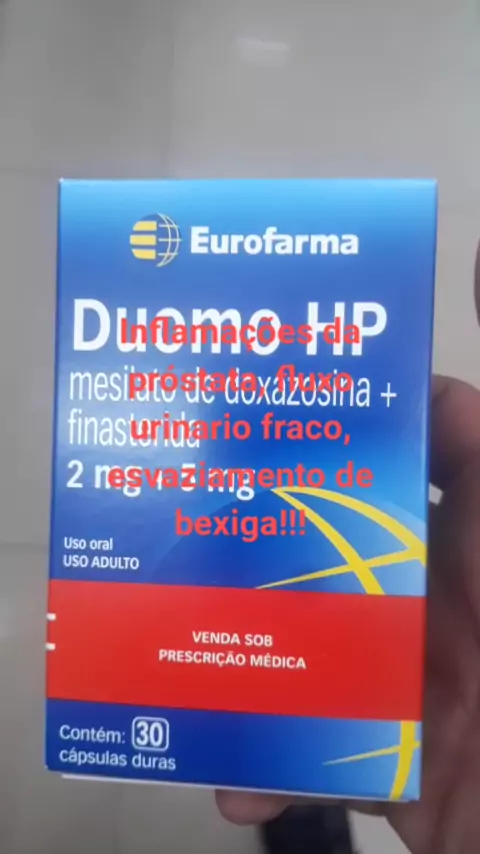 Eurofarma
Duomo HP
Inflamações da
próstata, fluxo
urinario fraco,
esvaziamento de
bexiga!!!
mesilato de doxazosina +
finasterida
2 mg + 5 mg
Uso oral
USO ADULTO
VENDA SOB
PRESCRIÇÃO MÉDICA
Contém: 30
cápsulas duras